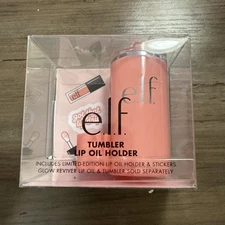 e.l.f.
e.l.f.
TUMBLER
LIP OIL HOLDER
INCLUDES LIMITED-EDITION LIP OIL HOLDER & STICKERS.
GLOW REVIVER LIP OIL & TUMBLER SOLD SEPARATELY.